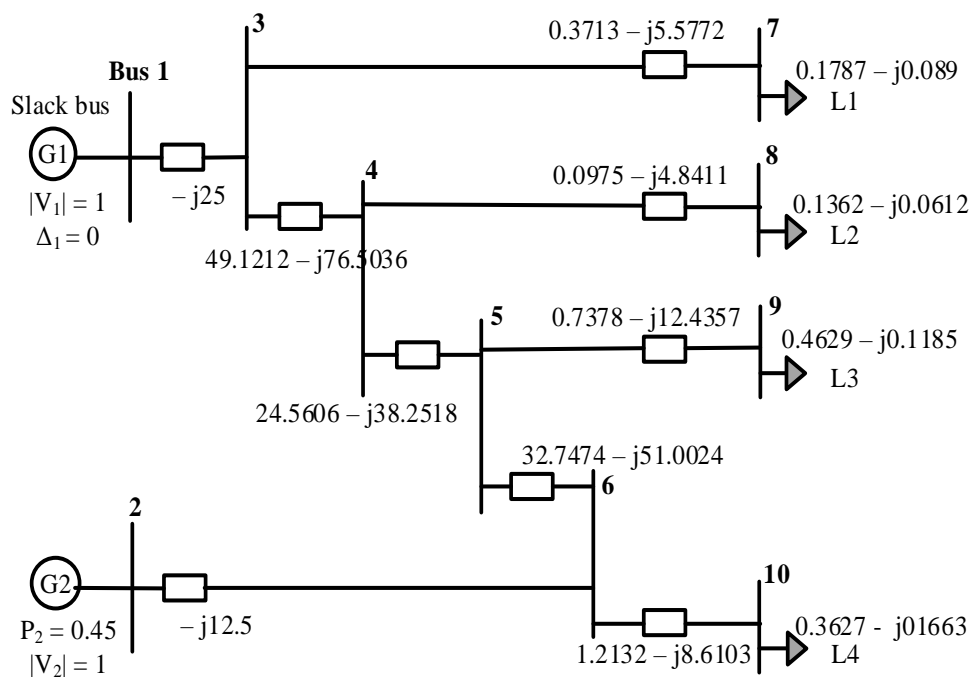 3
0.3713 – j5.5772
7
Bus 1
0.1787 – j0.089
L1
Slack bus
G1
– j25
|V1| = 1
Δ1 = 0
4
0.0975 – j4.8411
8
0.1362 – j0.0612
L2
49.1212 – j76.5036
5
0.7378 – j12.4357
9
0.4629 – j0.1185
L3
24.5606 – j38.2518
32.7474 – j51.0024
6
2
G2
– j12.5
P2 = 0.45
|V2| = 1
10
0.3627 - j01663
L4
1.2132 – j8.6103